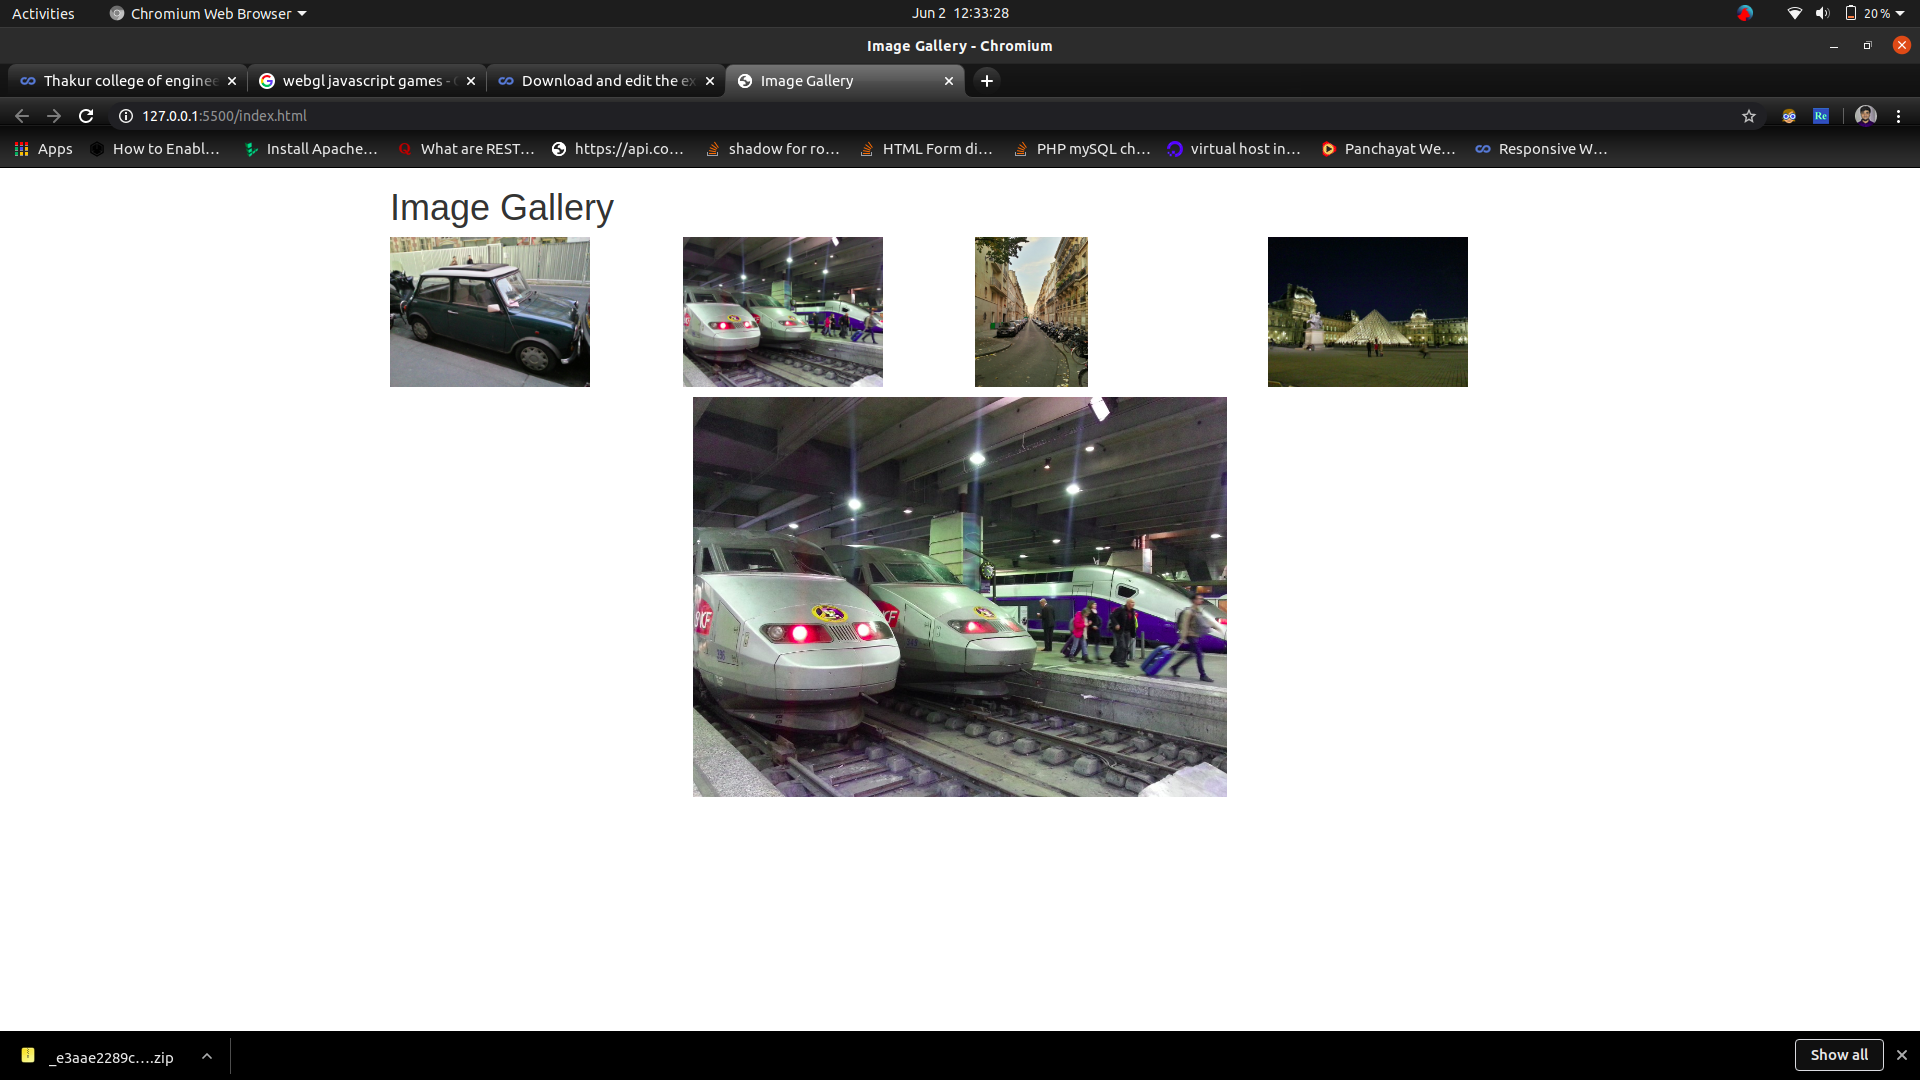 Activities
Chromium Web Browser
Jun 2 12:33:28
20 %
Image Gallery - Chromium
Thakur college of enginee
webgl javascript games - G
Download and edit the ex
Image Gallery
127.0.0.1:5500/index.html
Re
Apps
How to Enabl…
Install Apache…
What are REST…
https://api.co…
shadow for ro…
HTML Form di…
PHP mySQL ch…
virtual host in…
Panchayat We…
Responsive W…
Image Gallery
_e3aae2289c….zip
Show all